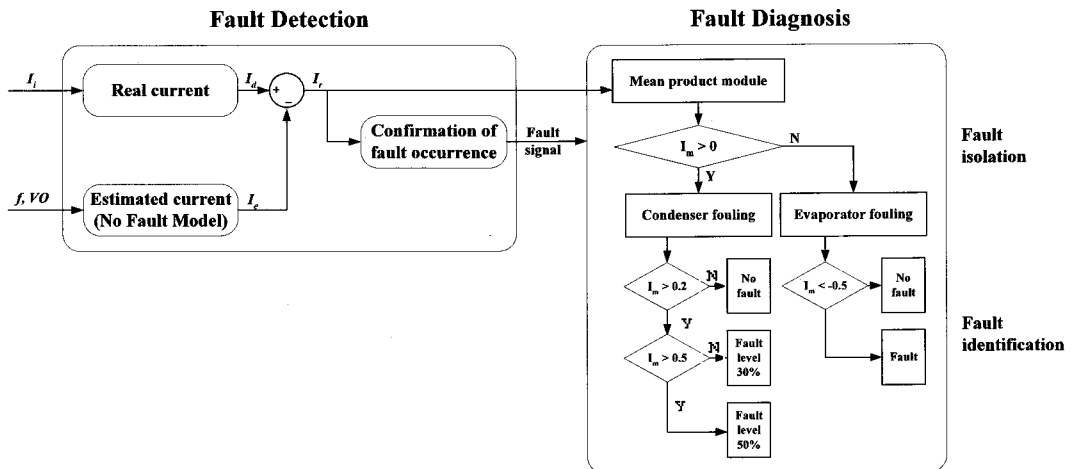 Fault Detection
Fault Diagnosis
I_i
Real current
I_d
+
−
I_r
Confirmation of
fault occurrence
Fault
signal
f, VO
Estimated current
(No Fault Model)
I_e
Mean product module
I_m > 0
N
Y
Fault
isolation
Condenser fouling
Evaporator fouling
I_m > 0.2
N
No
fault
I_m < -0.5
No
fault
Y
I_m > 0.5
N
Fault
level
30%
Fault
Fault
identification
Y
Fault
level
50%